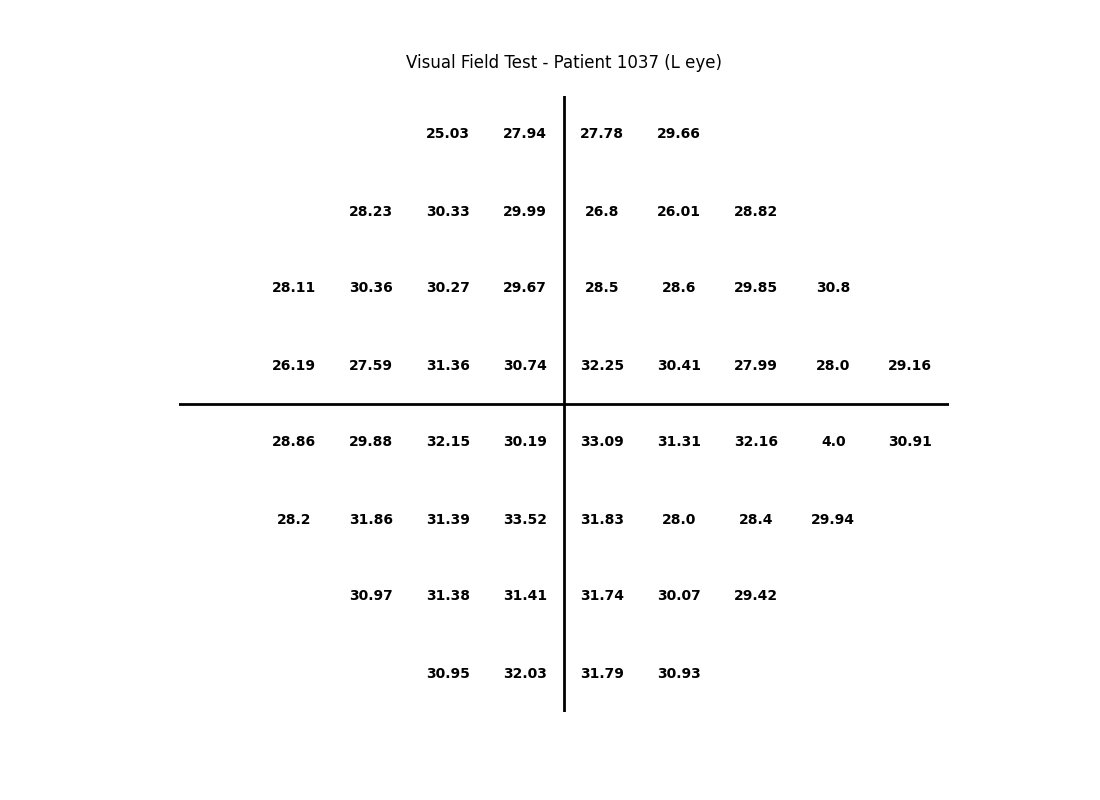 Visual Field Test - Patient 1037 (L eye)
25.03 27.94 27.78 29.66
28.23 30.33 29.99 26.8 26.01 28.82
28.11 30.36 30.27 29.67 28.5 28.6 29.85 30.8
26.19 27.59 31.36 30.74 32.25 30.41 27.99 28.0 29.16
28.86 29.88 32.15 30.19 33.09 31.31 32.16 4.0 30.91
28.2 31.86 31.39 33.52 31.83 28.0 28.4 29.94
30.97 31.38 31.41 31.74 30.07 29.42
30.95 32.03 31.79 30.93